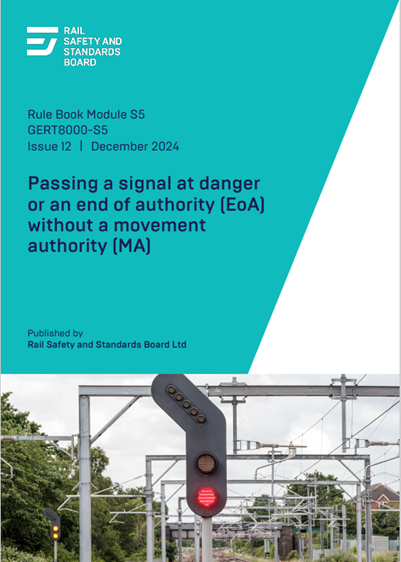 RAIL
SAFETY AND
STANDARDS
BOARD
Rule Book Module S5
GERT8000-S5
Issue 12 | December 2024
Passing a signal at danger
or an end of authority (EoA)
without a movement
authority (MA)
Published by
Rail Safety and Standards Board Ltd